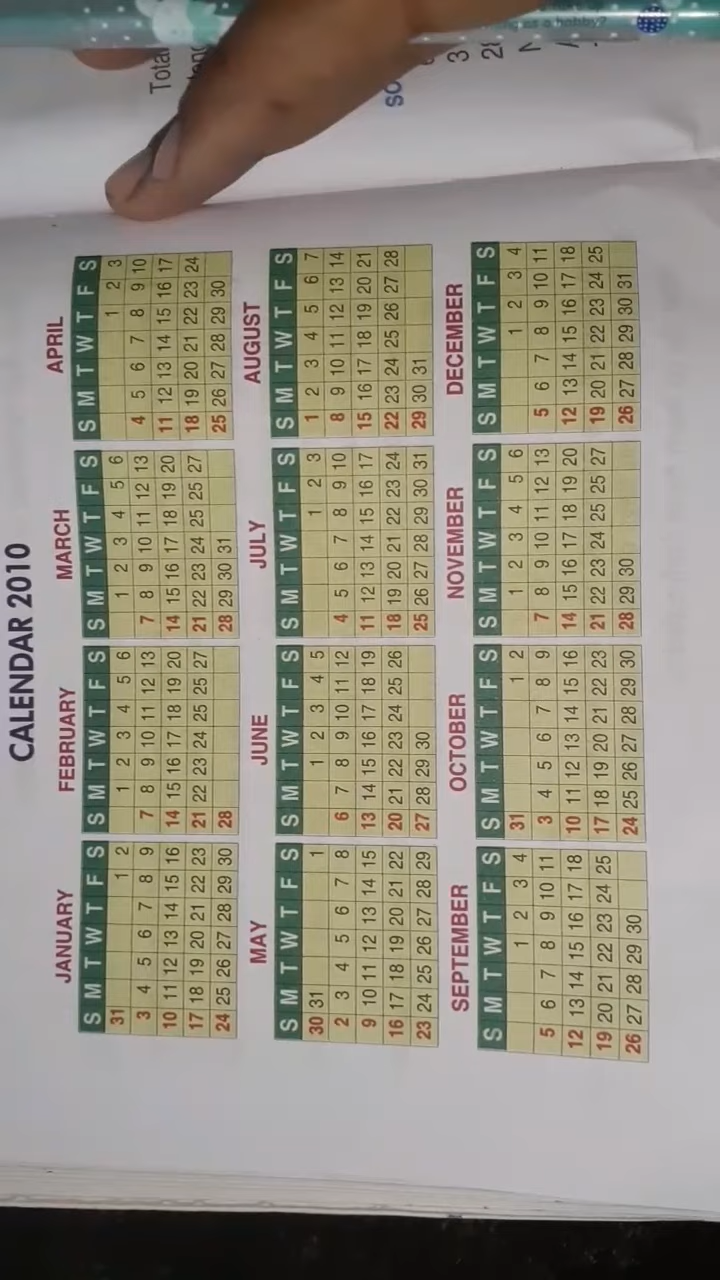 CALENDAR 2010
JANUARY
S M T W T F S
31 1 2
3 4 5 6 7 8 9
10 11 12 13 14 15 16
17 18 19 20 21 22 23
24 25 26 27 28 29 30
FEBRUARY
S M T W T F S
1 2 3 4 5 6
7 8 9 10 11 12 13
14 15 16 17 18 19 20
21 22 23 24 25 25 27
28
MARCH
S M T W T F S
1 2 3 4 5 6
7 8 9 10 11 12 13
14 15 16 17 18 19 20
21 22 23 24 25 25 27
28 29 30 31
APRIL
S M T W T F S
1 2 3
4 5 6 7 8 9 10
11 12 13 14 15 16 17
18 19 20 21 22 23 24
25 26 27 28 29 30
MAY
S M T W T F S
30 31 1
2 3 4 5 6 7 8
9 10 11 12 13 14 15
16 17 18 19 20 21 22
23 24 25 26 27 28 29
JUNE
S M T W T F S
1 2 3 4 5
6 7 8 9 10 11 12
13 14 15 16 17 18 19
20 21 22 23 24 25 26
27 28 29 30
JULY
S M T W T F S
1 2 3
4 5 6 7 8 9 10
11 12 13 14 15 16 17
18 19 20 21 22 23 24
25 26 27 28 29 30 31
AUGUST
S M T W T F S
1 2 3 4 5 6 7
8 9 10 11 12 13 14
15 16 17 18 19 20 21
22 23 24 25 26 27 28
29 30 31
SEPTEMBER
S M T W T F S
1 2 3 4
5 6 7 8 9 10 11
12 13 14 15 16 17 18
19 20 21 22 23 24 25
26 27 28 29 30
OCTOBER
S M T W T F S
31 1 2
3 4 5 6 7 8 9
10 11 12 13 14 15 16
17 18 19 20 21 22 23
24 25 26 27 28 29 30
NOVEMBER
S M T W T F S
1 2 3 4 5 6
7 8 9 10 11 12 13
14 15 16 17 18 19 20
21 22 23 24 25 25 27
28 29 30
DECEMBER
S M T W T F S
1 2 3 4
5 6 7 8 9 10 11
12 13 14 15 16 17 18
19 20 21 22 23 24 25
26 27 28 29 30 31
as a hobby?